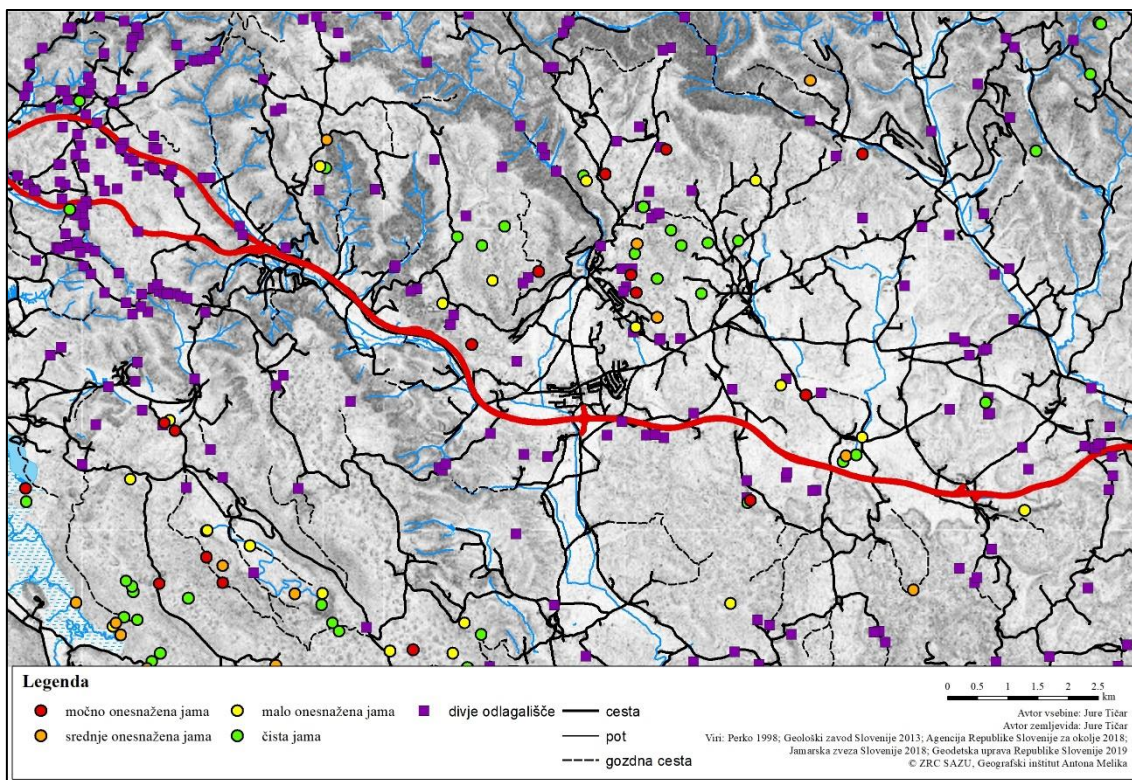 Legenda
močno onesnažena jama
srednje onesnažena jama
malo onesnažena jama
čista jama
divje odlagališče
cesta
pot
gozdna cesta
0 0.5 1 1.5 2 2.5
km
Avtor vsebine: Jure Tičar
Avtor zemljevida: Jure Tičar
Viri: Perko 1998; Geološki zavod Slovenije 2013; Agencija Republike Slovenije za okolje 2018;
Jamarska zveza Slovenije 2018; Geodetska uprava Republike Slovenije 2019
© ZRC SAZU, Geografski inštitut Antona Melika